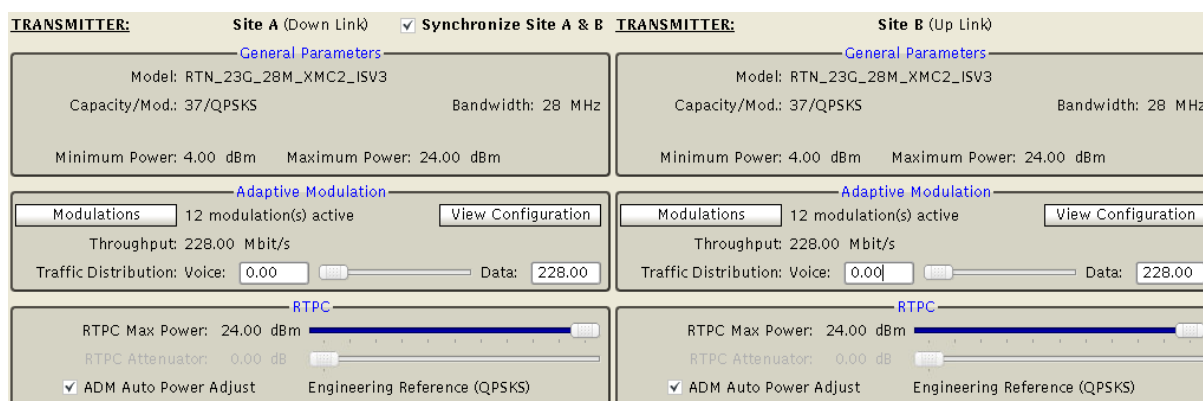 TRANSMITTER: Site A (Down Link) Synchronize Site A & B
General Parameters
Model: RTN_23G_28M_XMC2_ISV3
Capacity/Mod.: 37/QPSKS Bandwidth: 28 MHz
Minimum Power: 4.00 dBm Maximum Power: 24.00 dBm
Adaptive Modulation
Modulations 12 modulation(s) active View Configuration
Throughput: 228.00 Mbit/s
Traffic Distribution: Voice: 0.00 Data: 228.00
RTPC
RTPC Max Power: 24.00 dBm
RTPC Attenuator: 0.00 dB
ADM Auto Power Adjust Engineering Reference (QPSKS)
TRANSMITTER: Site B (Up Link)
General Parameters
Model: RTN_23G_28M_XMC2_ISV3
Capacity/Mod.: 37/QPSKS Bandwidth: 28 MHz
Minimum Power: 4.00 dBm Maximum Power: 24.00 dBm
Adaptive Modulation
Modulations 12 modulation(s) active View Configuration
Throughput: 228.00 Mbit/s
Traffic Distribution: Voice: 0.00 Data: 228.00
RTPC
RTPC Max Power: 24.00 dBm
RTPC Attenuator: 0.00 dB
ADM Auto Power Adjust Engineering Reference (QPSKS)